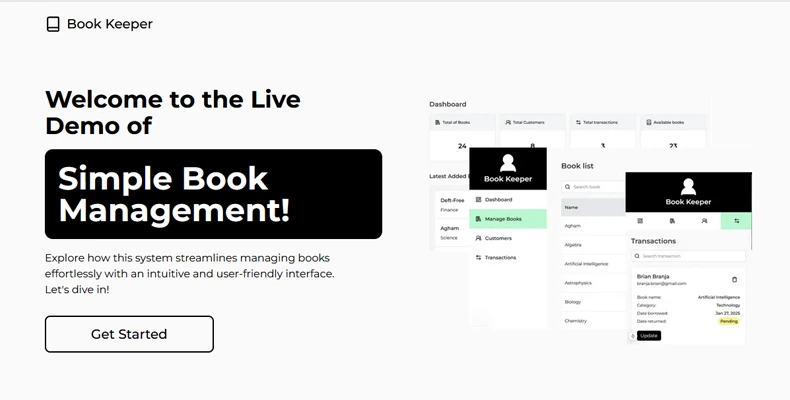 Book Keeper
Welcome to the Live
Demo of
Simple Book
Management!
Explore how this system streamlines managing books
effortlessly with an intuitive and user-friendly interface.
Let's dive in!
Get Started
Dashboard
Total of Books
Total Customers
Total transactions
Available books
24
8
3
23
Latest Added
Deft-Free
Finance
Agham
Science
Book Keeper
Dashboard
Manage Books
Customers
Transactions
Book list
Search book
Name
Agham
Algebra
Artificial Intelligence
Astrophysics
Biology
Chemistry
Book Keeper
Transactions
Search transaction
Brian Branja
branja.brian@gmail.com
Book name: Artificial Intelligence
Category: Technology
Date borrowed: Jan 27, 2025
Date returned: Pending
Update